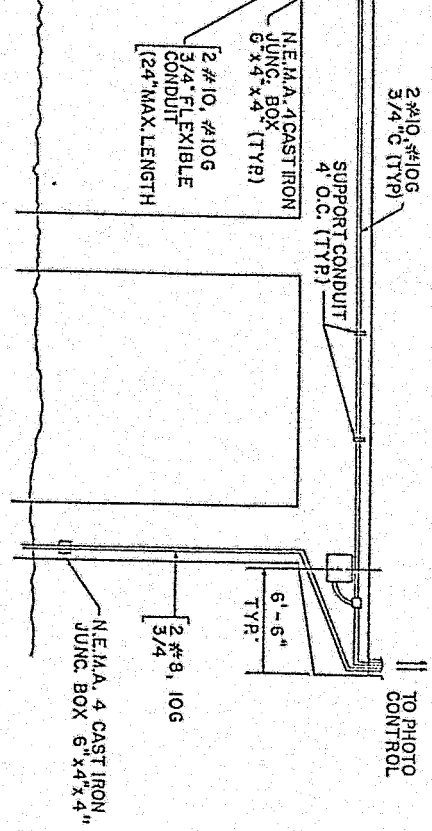 2 #10, #10G
3/4"C (TYP)
SUPPORT CONDUIT
4' O.C. (TYP.)
N.E.M.A. 4 CAST IRON
JUNC. BOX
6"x4"x4" (TYP.)
2 #10, #10G
3/4" FLEXIBLE
CONDUIT
(24" MAX. LENGTH
TO PHOTO
CONTROL
6'-6"
TYP.
2 #8, 10G
3/4
N.E.M.A. 4 CAST IRON
JUNC. BOX 6"x4"x4"